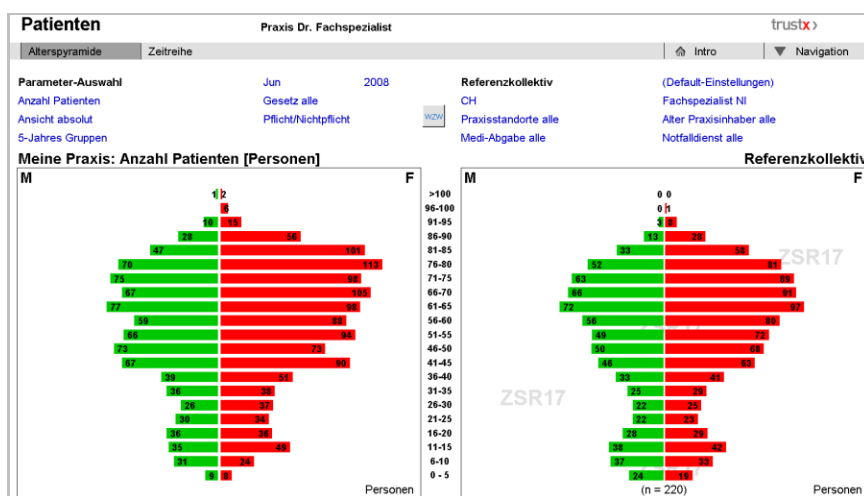 Patienten Praxis Dr. Fachspezialist trustx
Alterspyramide Zeitreihe Intro Navigation
Parameter-Auswahl Jun 2008 Referenzkollektiv (Default-Einstellungen)
Anzahl Patienten Gesetz alle CH Fachspezialist NI
Ansicht absolut Pflicht/Nichtpflicht WZW Praxisstandorte alle Alter Praxisinhaber alle
5-Jahres Gruppen Medi-Abgabe alle Notfalldienst alle
Meine Praxis: Anzahl Patienten [Personen] Referenzkollektiv
M F M F
1 2 >100 0 0
6 96-100 0 1
10 15 91-95 3 8
28 56 86-90 13 28
47 101 81-85 33 58
70 113 76-80 52 81
75 98 71-75 63 89
67 105 66-70 66 91
77 98 61-65 72 97
59 88 56-60 56 80
66 94 51-55 49 72
73 73 46-50 50 68
67 90 41-45 46 63
39 51 36-40 33 41
36 38 31-35 25 29
26 37 26-30 22 25
30 34 21-25 22 23
36 36 16-20 28 29
35 49 11-15 38 42
31 24 6-10 37 33
9 8 0 - 5 24 19
Personen (n = 220) Personen
ZSR17
ZSR17